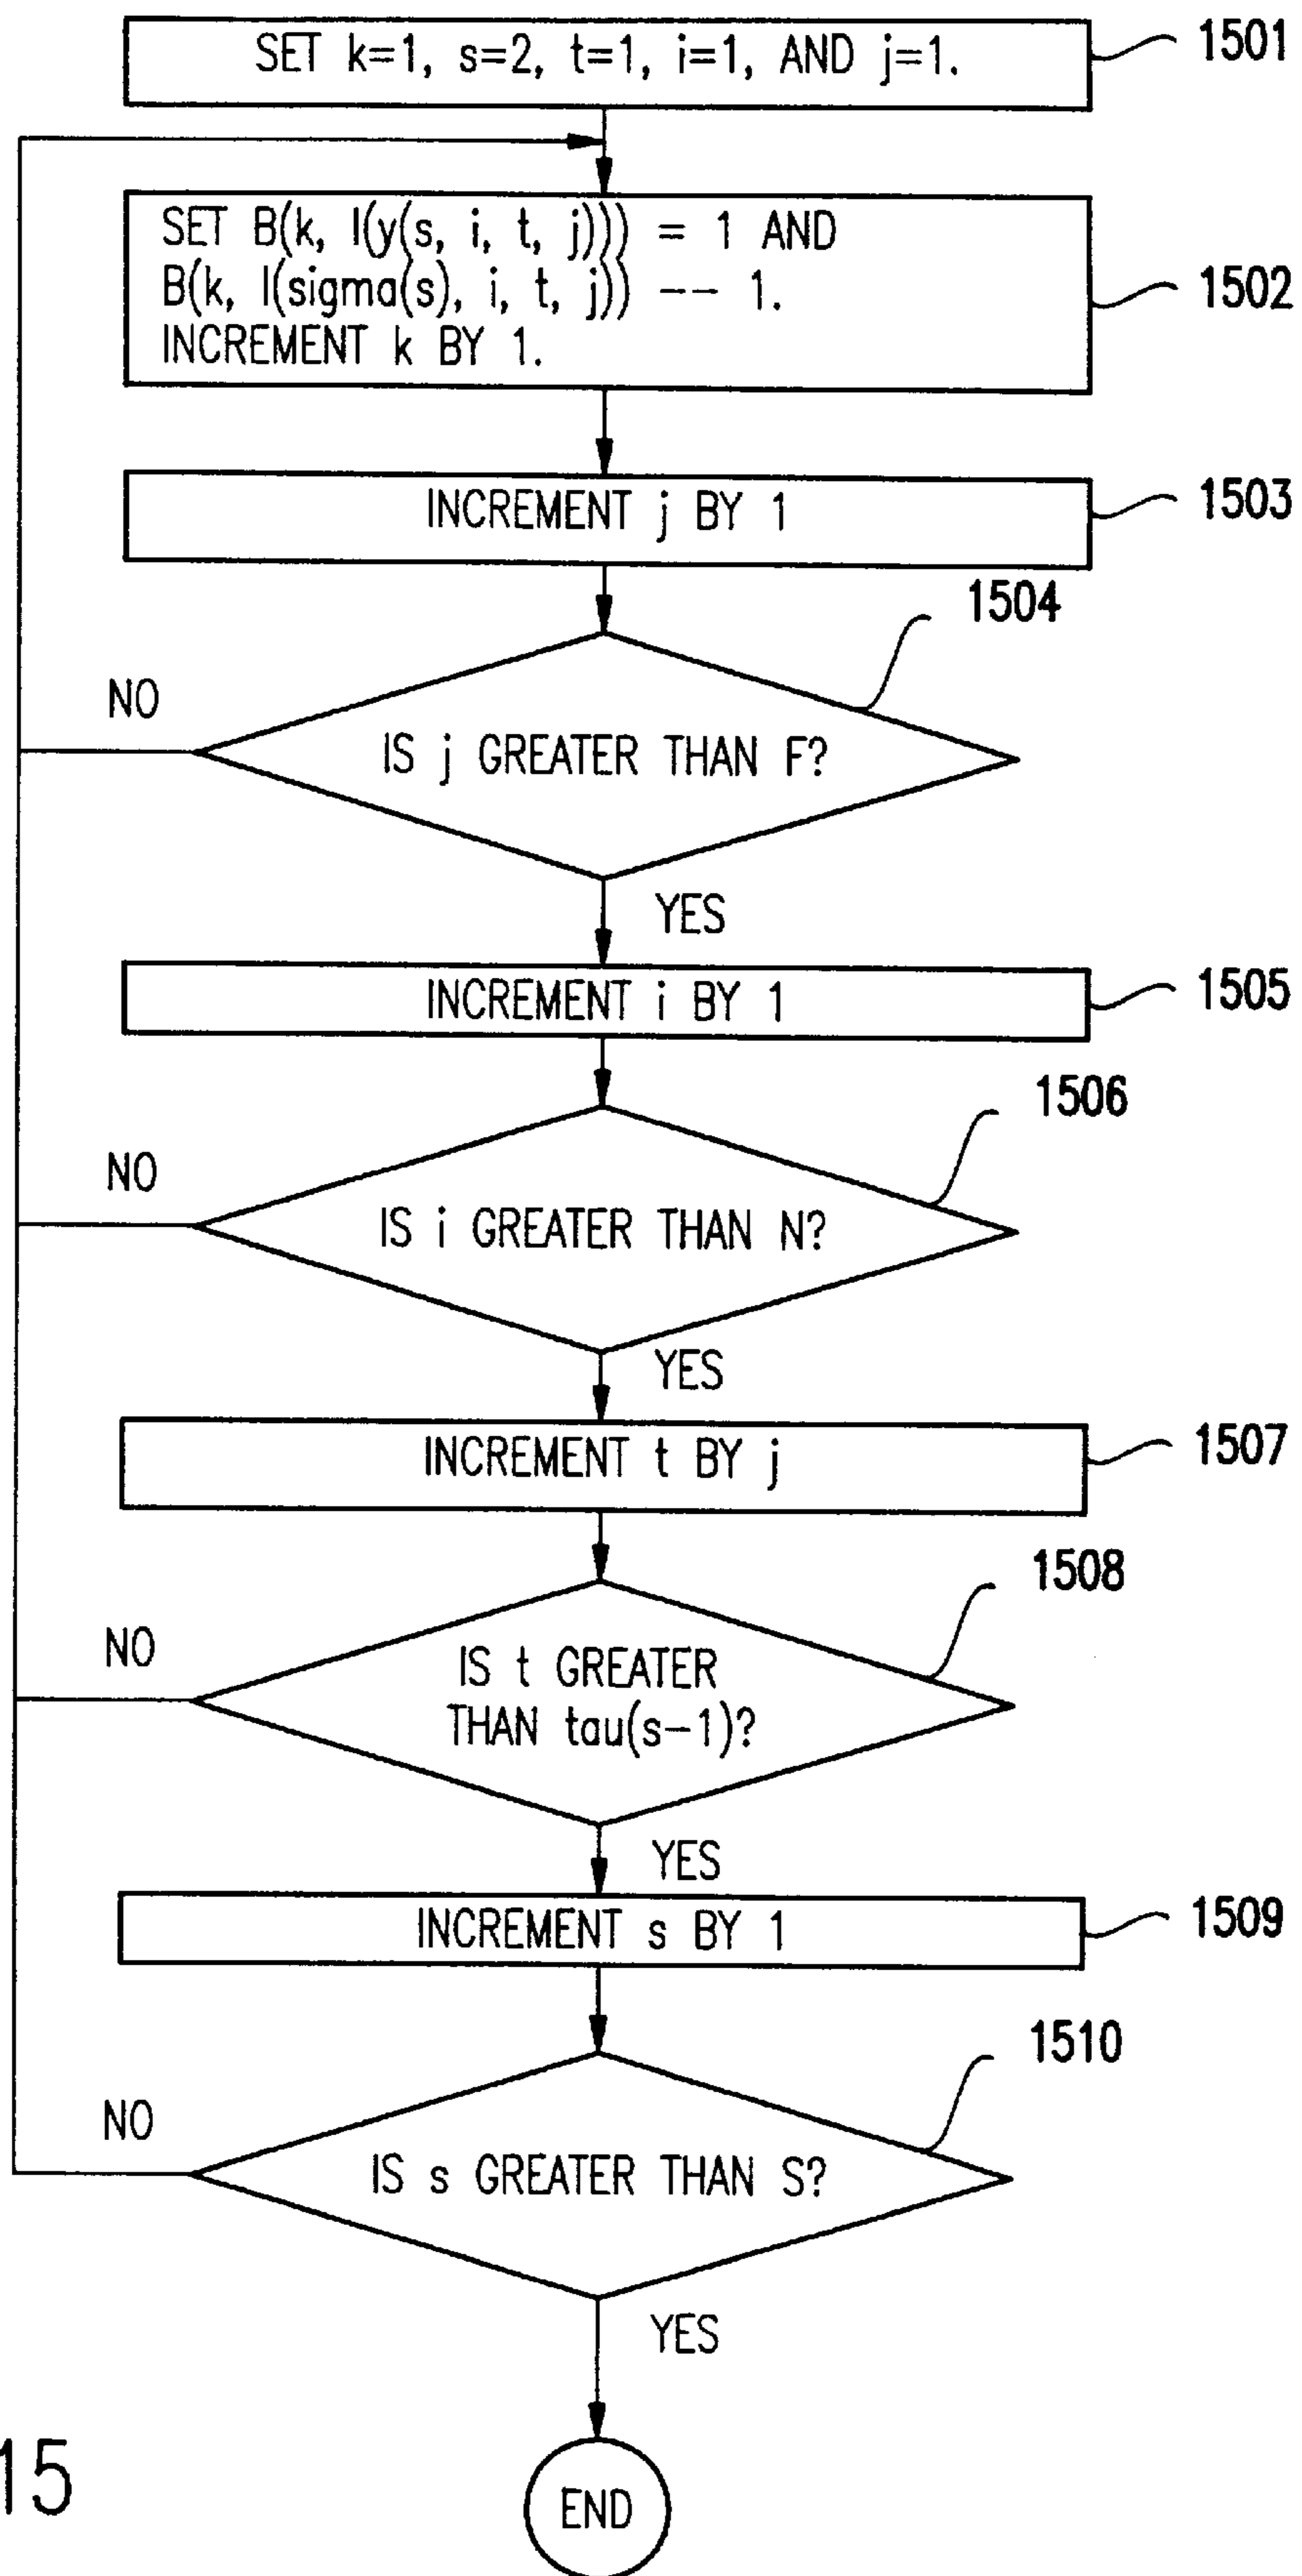 SET k=1, s=2, t=1, i=1, AND j=1.
1501
SET B(k, I(y(s, i, t, j))) = 1 AND
B(k, I(sigma(s), i, t, j)) -- 1.
INCREMENT k BY 1.
1502
INCREMENT j BY 1
1503
1504
NO
IS j GREATER THAN F?
YES
INCREMENT i BY 1
1505
1506
NO
IS i GREATER THAN N?
YES
INCREMENT t BY j
1507
1508
NO
IS t GREATER
THAN tau(s-1)?
YES
INCREMENT s BY 1
1509
1510
NO
IS s GREATER THAN S?
YES
15
END